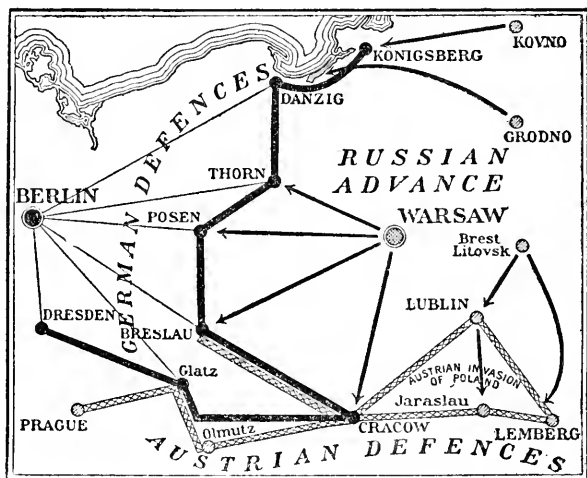 KOVNO
KONIGSBERG
DANZIG
GRODNO
GERMAN DEFENCES
RUSSIAN
ADVANCE
THORN
BERLIN
POSEN
WARSAW
Brest
Litovsk
DRESDEN
BRESLAU
LUBLIN
Glatz
AUSTRIAN INVASION
OF POLAND
Jaraslau
PRAGUE
Olmutz
CRACOW
LEMBERG
AUSTRIAN DEFENCES